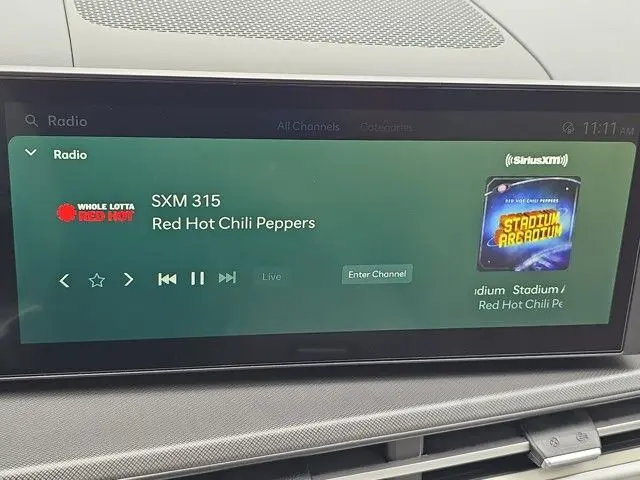 Radio
All Channels
Categories
11:11 AM
Radio
SiriusXM
WHOLE LOTTA
RED HOT
SXM 315
Red Hot Chili Peppers
RED HOT CHILI PEPPERS
STADIUM
ARCADIUM
Live
Enter Channel
dium Stadium A
Red Hot Chili Pe